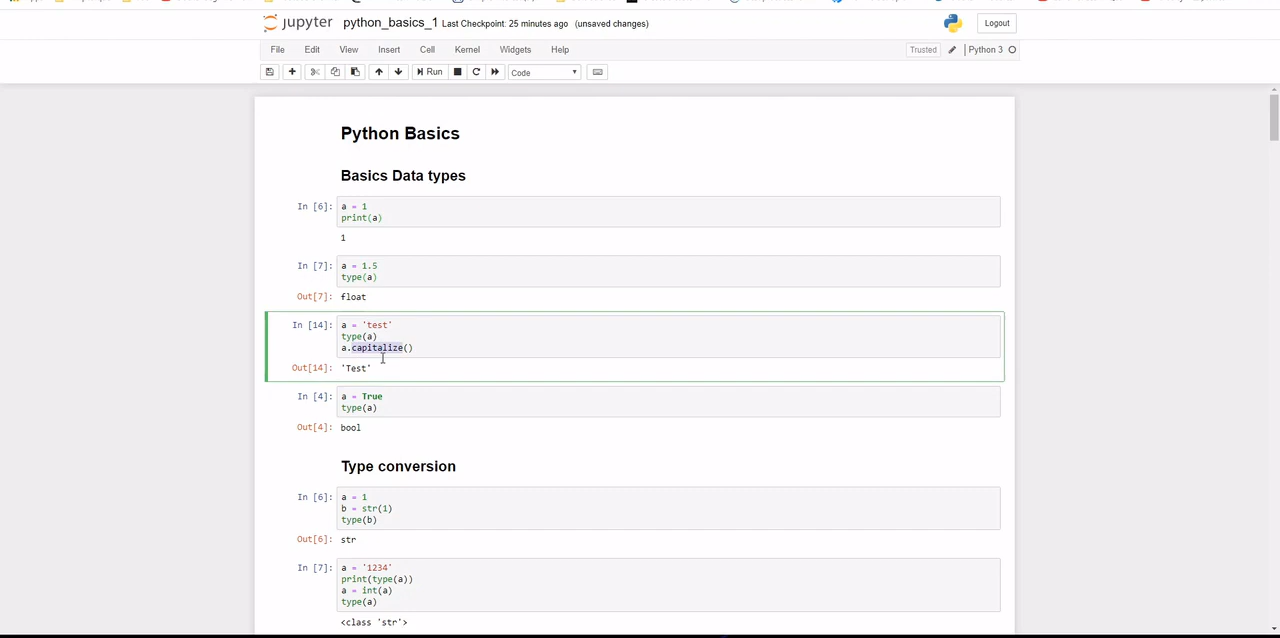 jupyter python_basics_1 Last Checkpoint: 25 minutes ago (unsaved changes)
Logout
File Edit View Insert Cell Kernel Widgets Help
Trusted Python 3
Run Code
Python Basics
Basics Data types
In [6]: a = 1
print(a)
1
In [7]: a = 1.5
type(a)
Out[7]: float
In [14]: a = 'test'
type(a)
a.capitalize()
Out[14]: 'Test'
In [4]: a = True
type(a)
Out[4]: bool
Type conversion
In [6]: a = 1
b = str(1)
type(b)
Out[6]: str
In [7]: a = '1234'
print(type(a))
a = int(a)
type(a)
<class 'str'>